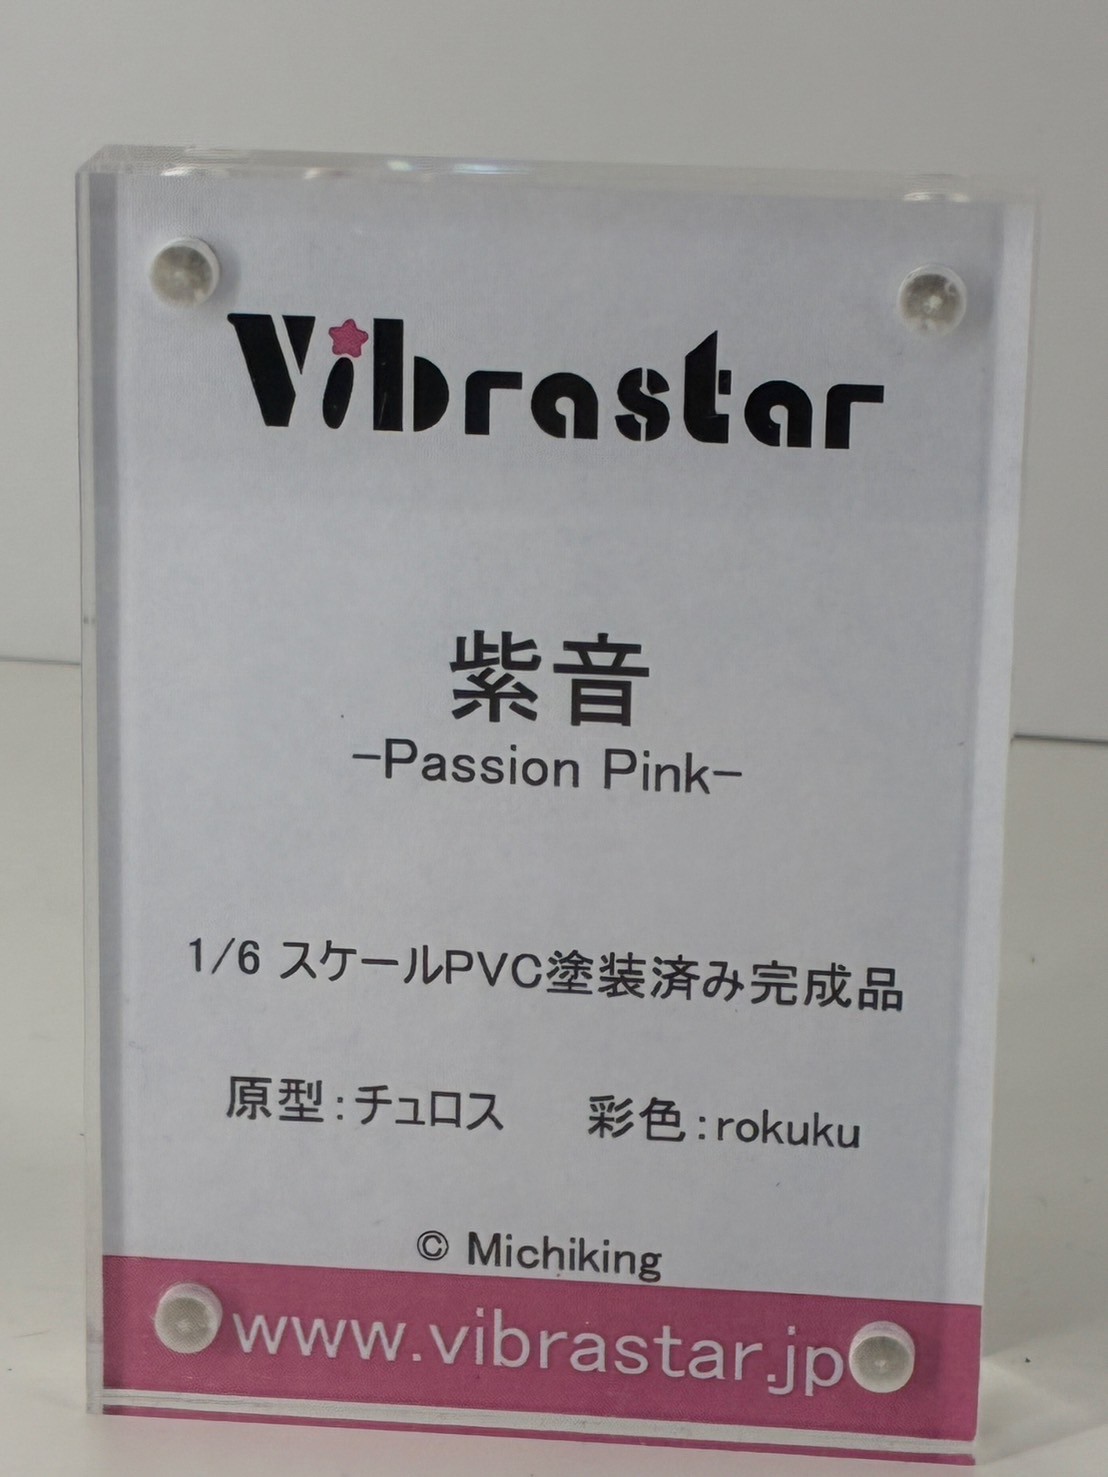 Vibrastar
紫音
-Passion Pink-
1/6 スケールPVC塗装済み完成品
原型：チュロス　彩色：rokuku
© Michiking
www.vibrastar.jp